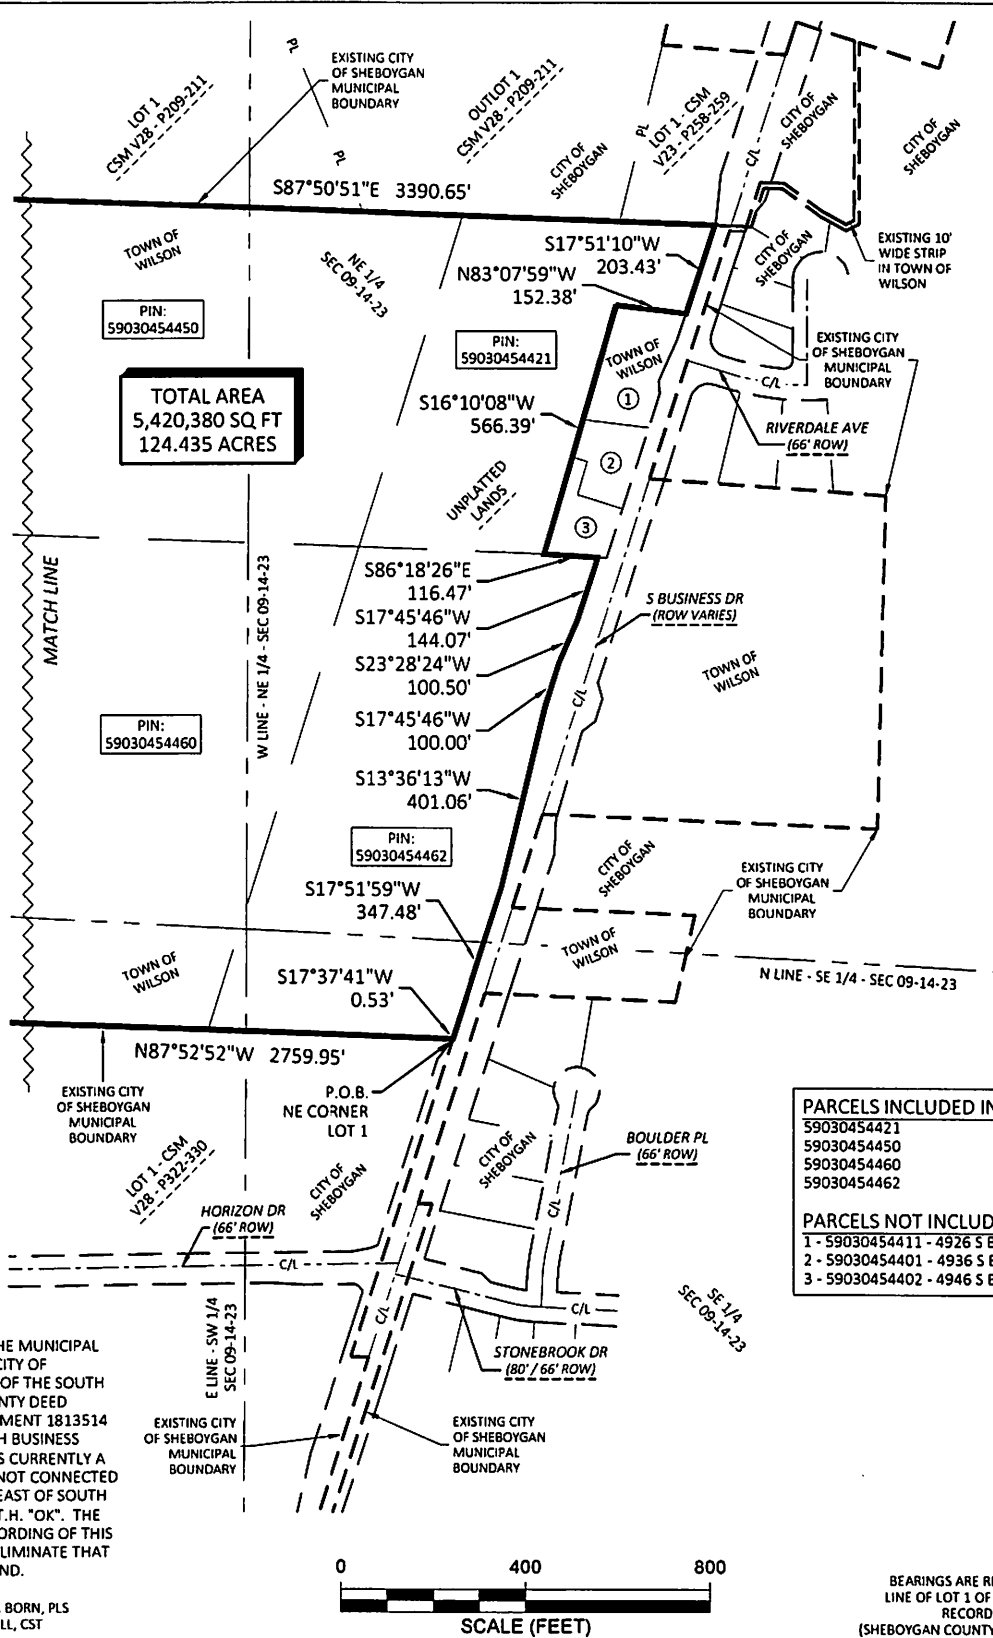 PL
EXISTING CITY
OF SHEBOYGAN
MUNICIPAL
BOUNDARY
LOT 1
CSM V28 - P209-211
OUTLOT 1
CSM V28 - P209-211
PL
PL
LOT 1 - CSM
V23 - P258-259
CITY OF
SHEBOYGAN
C/L
CITY OF
SHEBOYGAN
CITY OF
SHEBOYGAN
S87°50'51"E 3390.65'
TOWN OF
WILSON
NE 1/4
SEC 09-14-23
S17°51'10"W
203.43'
N83°07'59"W
152.38'
CITY OF
SHEBOYGAN
EXISTING 10'
WIDE STRIP
IN TOWN OF
WILSON
PIN:
59030454450
PIN:
59030454421
TOWN OF
WILSON
EXISTING CITY
OF SHEBOYGAN
MUNICIPAL
BOUNDARY
TOTAL AREA
5,420,380 SQ FT
124.435 ACRES
S16°10'08"W
566.39'
1
C/L
RIVERDALE AVE
(66' ROW)
2
UNPLATTED
LANDS
3
MATCH LINE
W LINE - NE 1/4 - SEC 09-14-23
S86°18'26"E
116.47'
S17°45'46"W
144.07'
S BUSINESS DR
(ROW VARIES)
S23°28'24"W
100.50'
TOWN OF
WILSON
C/L
S17°45'46"W
100.00'
PIN:
59030454460
S13°36'13"W
401.06'
PIN:
59030454462
CITY OF
SHEBOYGAN
EXISTING CITY
OF SHEBOYGAN
MUNICIPAL
BOUNDARY
S17°51'59"W
347.48'
TOWN OF
WILSON
TOWN OF
WILSON
N LINE - SE 1/4 - SEC 09-14-23
S17°37'41"W
0.53'
N87°52'52"W 2759.95'
EXISTING CITY
OF SHEBOYGAN
MUNICIPAL
BOUNDARY
P.O.B.
NE CORNER
LOT 1
PARCELS INCLUDED IN
59030454421
59030454450
59030454460
59030454462
PARCELS NOT INCLUD
1 - 59030454411 - 4926 S B
2 - 59030454401 - 4936 S B
3 - 59030454402 - 4946 S B
LOT 1 - CSM
V28 - P322-330
CITY OF
SHEBOYGAN
CITY OF
SHEBOYGAN
BOULDER PL
(66' ROW)
C/L
HORIZON DR
(66' ROW)
C/L
C/L
C/L
SE 1/4
SEC 09-14-23
E LINE - SW 1/4
SEC 09-14-23
STONEBROOK DR
(80' / 66' ROW)
HE MUNICIPAL
CITY OF
OF THE SOUTH
NTY DEED
MENT 1813514
H BUSINESS
S CURRENTLY A
NOT CONNECTED
EAST OF SOUTH
T.H. "OK". THE
ORDING OF THIS
LIMINATE THAT
ND.
EXISTING CITY
OF SHEBOYGAN
MUNICIPAL
BOUNDARY
EXISTING CITY
OF SHEBOYGAN
MUNICIPAL
BOUNDARY
BORN, PLS
LL, CST
0 400 800
SCALE (FEET)
BEARINGS ARE R
LINE OF LOT 1 OF
RECORD
(SHEBOYGAN COUNTY